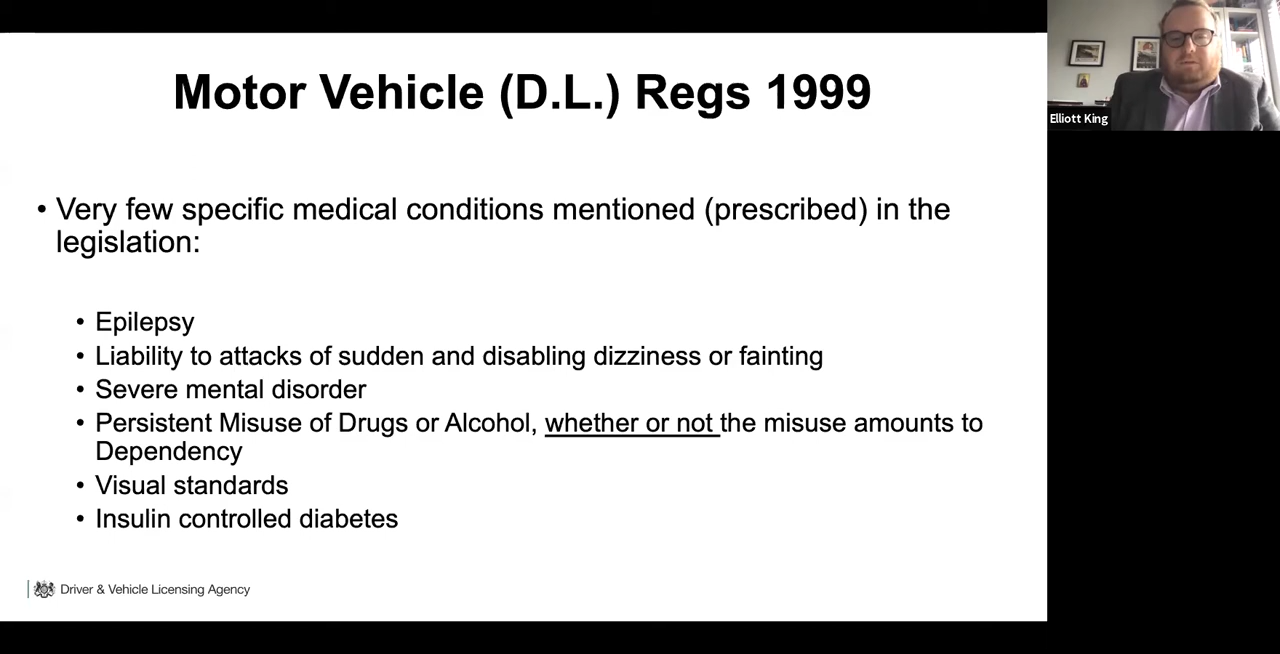 Motor Vehicle (D.L.) Regs 1999
Elliott King
• Very few specific medical conditions mentioned (prescribed) in the
legislation:
• Epilepsy
• Liability to attacks of sudden and disabling dizziness or fainting
• Severe mental disorder
• Persistent Misuse of Drugs or Alcohol, whether or not the misuse amounts to
Dependency
• Visual standards
• Insulin controlled diabetes
Driver & Vehicle Licensing Agency